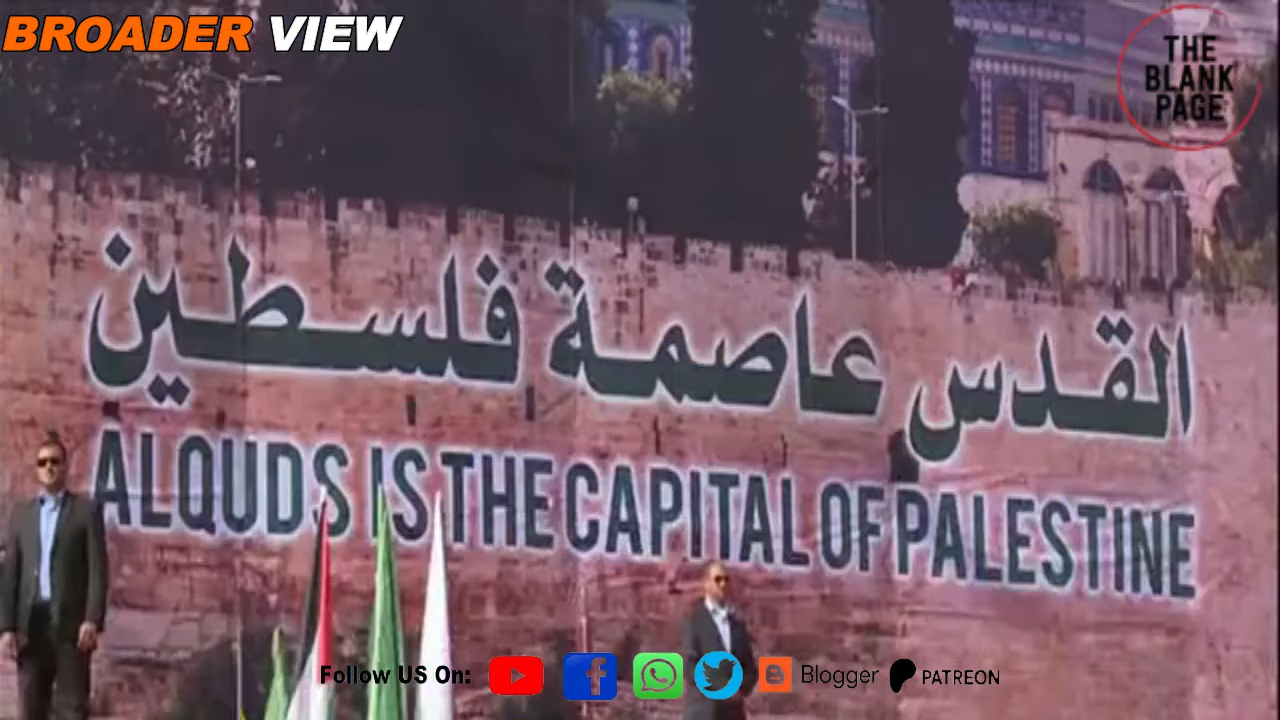 BROADER VIEW
THE
BLANK
PAGE
القدس عاصمة فلسطين
ALQUDS IS THE CAPITAL OF PALESTINE
Follow US On:
Blogger
PATREON